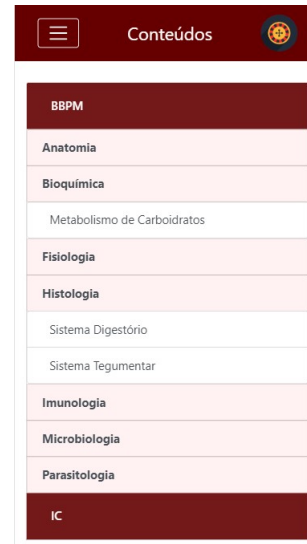 Conteúdos
BBPM
Anatomia
Bioquímica
Metabolismo de Carboidratos
Fisiologia
Histologia
Sistema Digestório
Sistema Tegumentar
Imunologia
Microbiologia
Parasitologia
IC